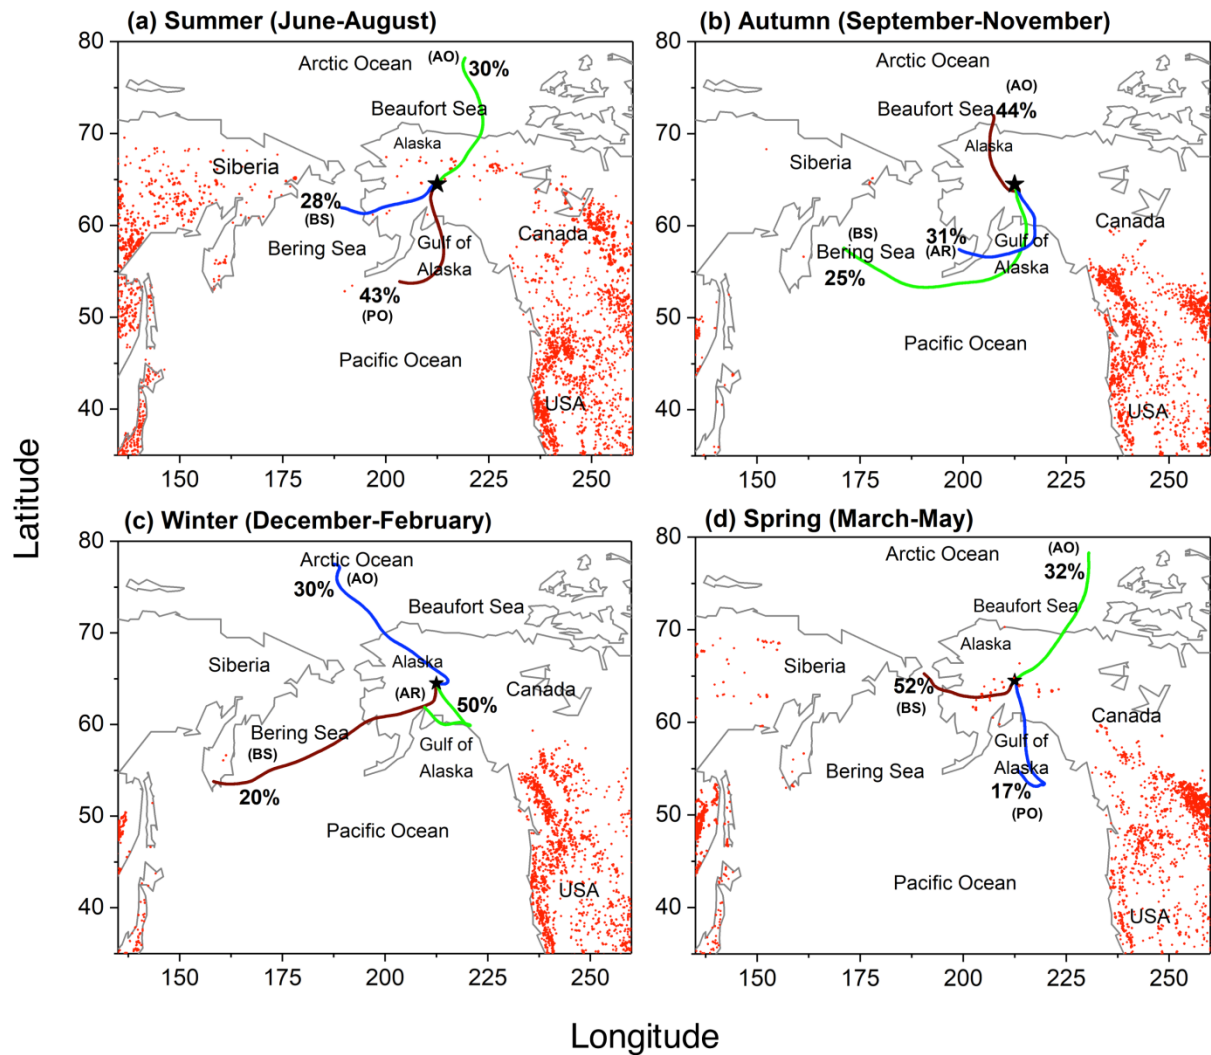 (a) Summer (June-August)
80
70
60
50
40
150
175
200
225
250
Arctic Ocean
(AO)
30%
Beaufort Sea
Alaska
Siberia
28%
(BS)
Bering Sea
Gulf of
Alaska
Canada
43%
(PO)
Pacific Ocean
USA
(b) Autumn (September-November)
80
70
60
50
40
150
175
200
225
250
Arctic Ocean
(AO)
Beaufort Sea
44%
Alaska
Siberia
Canada
(BS)
Bering Sea
25%
31%
(AR)
Gulf of
Alaska
Pacific Ocean
USA
(c) Winter (December-February)
80
70
60
50
40
150
175
200
225
250
Arctic Ocean
30%
(AO)
Beaufort Sea
Siberia
Alaska
(AR)
50%
Canada
Bering Sea
(BS)
20%
Gulf of
Alaska
Pacific Ocean
USA
(d) Spring (March-May)
80
70
60
50
40
150
175
200
225
250
Arctic Ocean
(AO)
32%
Beaufort Sea
Alaska
Siberia
52%
(BS)
Canada
Gulf of
Alaska
Bering Sea
17%
(PO)
Pacific Ocean
USA
Latitude
Longitude